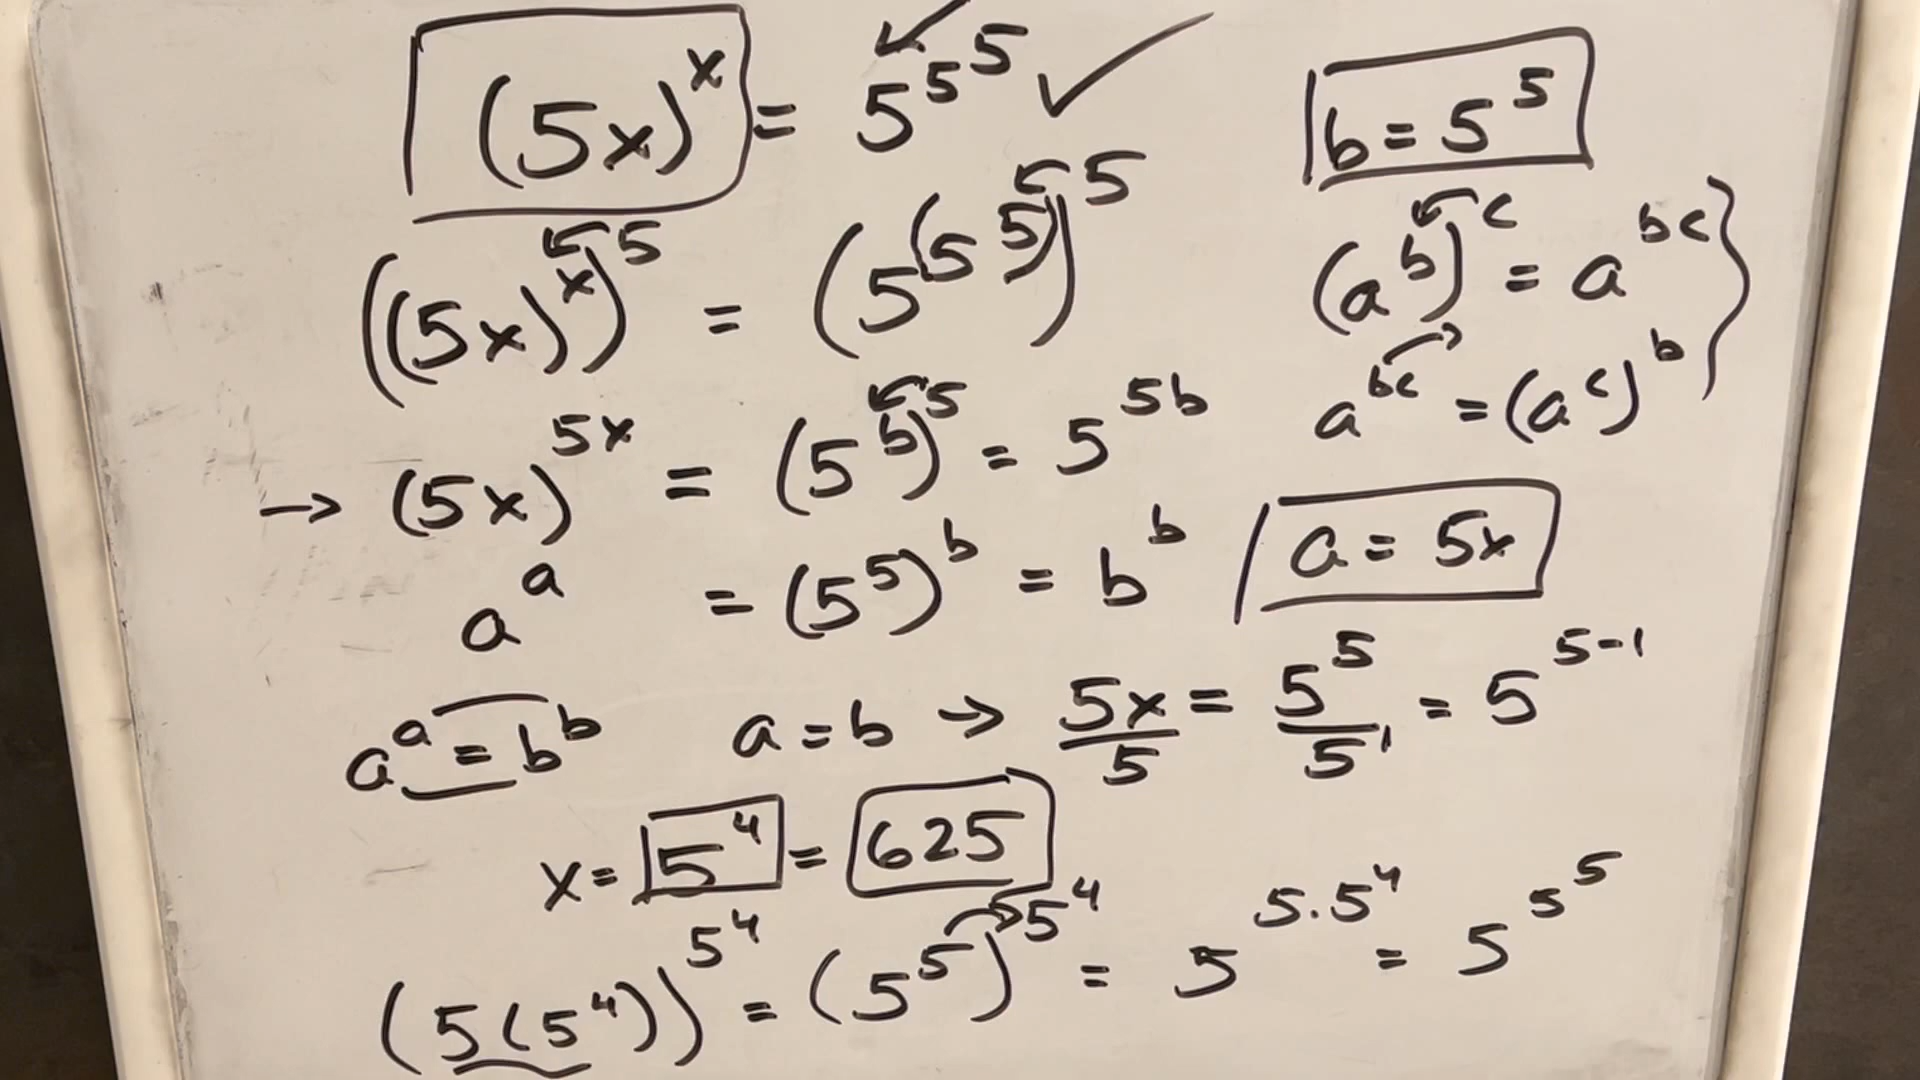 (5x)^x = 5^5^5 ✓
b = 5^5
((5x)^x)^5 = (5^(5^5))^5
(a^b)^c = a^bc
a^bc = (a^c)^b
→ (5x)^5x = (5^b)^5 = 5^5b
a^a = (5^5)^b = b^b
a = 5x
a^a = b^b
a = b → 5x/5 = 5^5/5^1 = 5^5-1
x = 5^4 = 625
(5(5^4))^5^4 = (5^5)^5^4 = 5^5·5^4 = 5^5^5